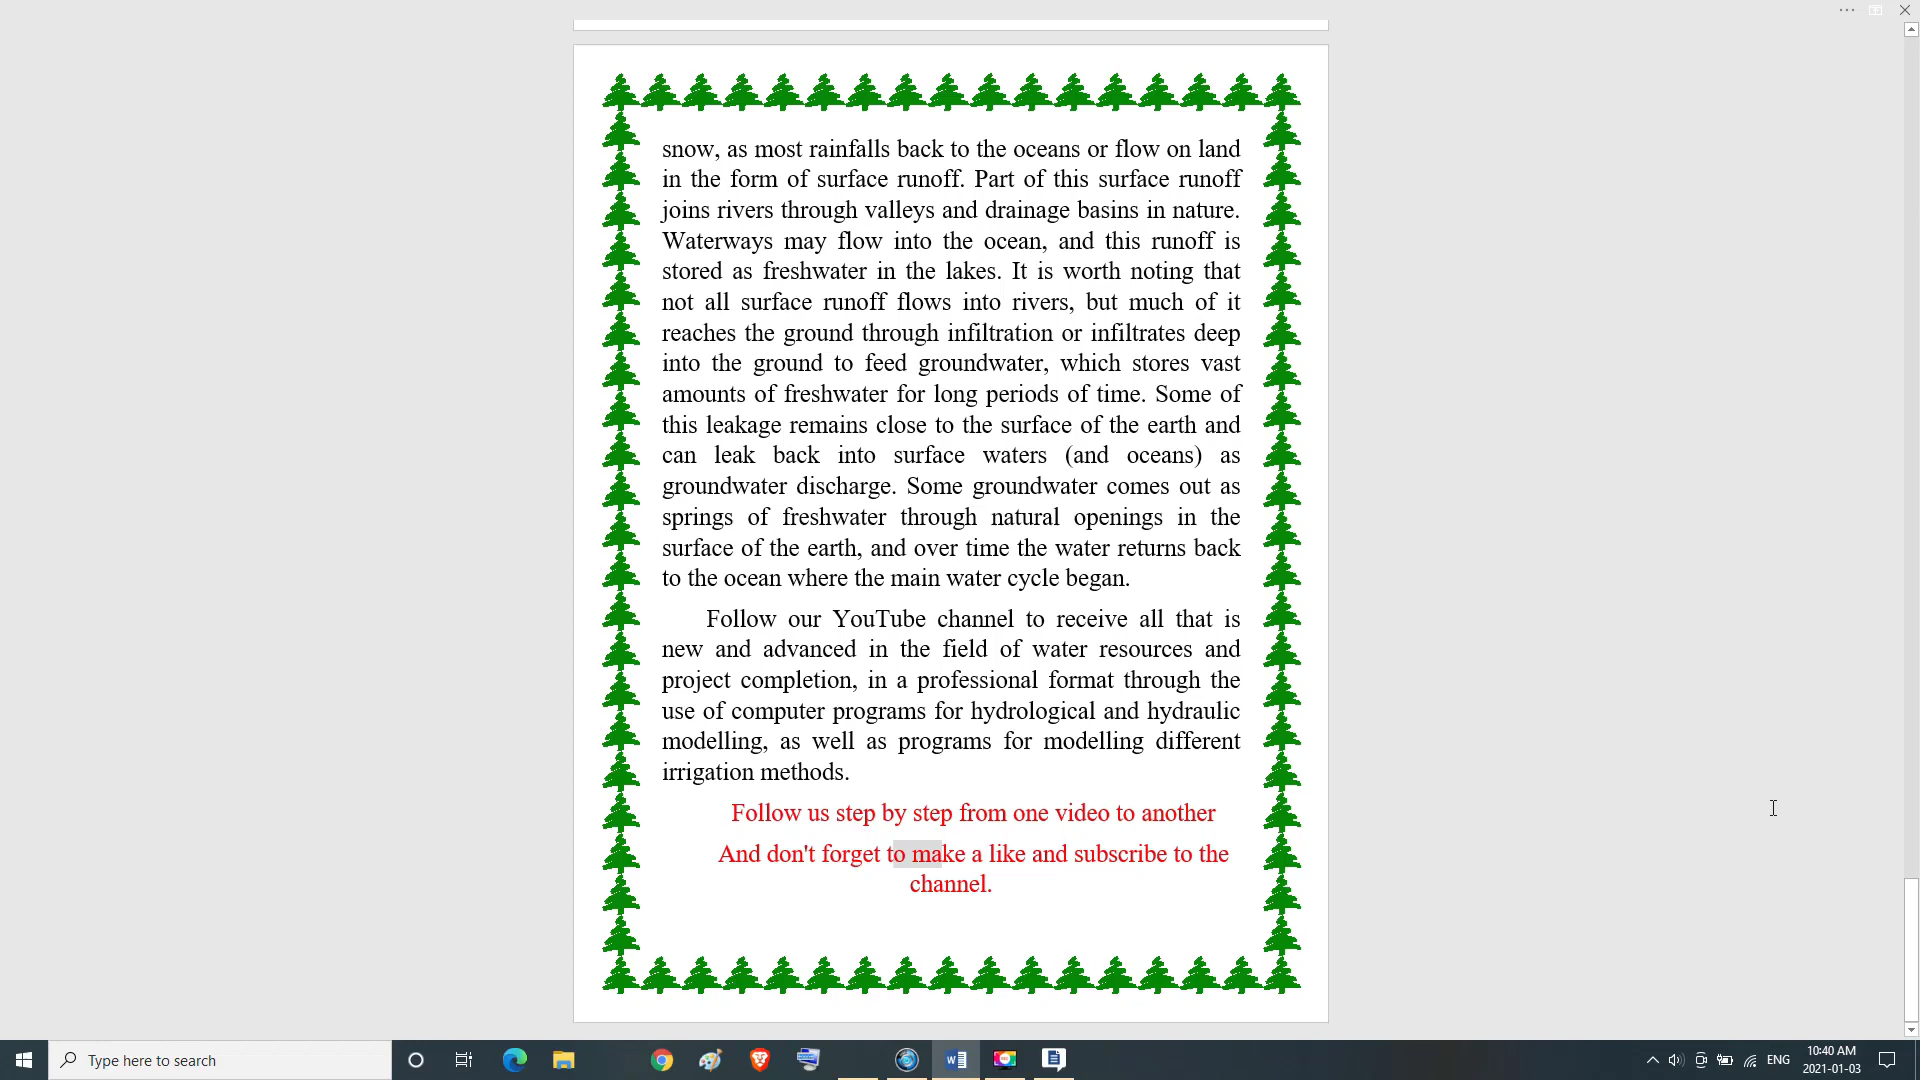 snow, as most rainfalls back to the oceans or flow on land
in the form of surface runoff. Part of this surface runoff
joins rivers through valleys and drainage basins in nature.
Waterways may flow into the ocean, and this runoff is
stored as freshwater in the lakes. It is worth noting that
not all surface runoff flows into rivers, but much of it
reaches the ground through infiltration or infiltrates deep
into the ground to feed groundwater, which stores vast
amounts of freshwater for long periods of time. Some of
this leakage remains close to the surface of the earth and
can leak back into surface waters (and oceans) as
groundwater discharge. Some groundwater comes out as
springs of freshwater through natural openings in the
surface of the earth, and over time the water returns back
to the ocean where the main water cycle began.
Follow our YouTube channel to receive all that is
new and advanced in the field of water resources and
project completion, in a professional format through the
use of computer programs for hydrological and hydraulic
modelling, as well as programs for modelling different
irrigation methods.
Follow us step by step from one video to another
And don't forget to make a like and subscribe to the
channel.
Type here to search
ENG
10:40 AM
2021-01-03